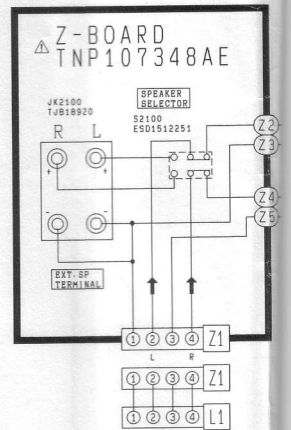 Z-BOARD
TNP107348AE
SPEAKER
SELECTOR
JK2100
TJB18920
S2100
ESD1512251
R L
Z2
Z3
+ +
Z4
- -
Z5
EXT.SP
TERMINAL
1 2 3 4 Z1
L R
1 2 3 4 Z1
1 2 3 4 L1